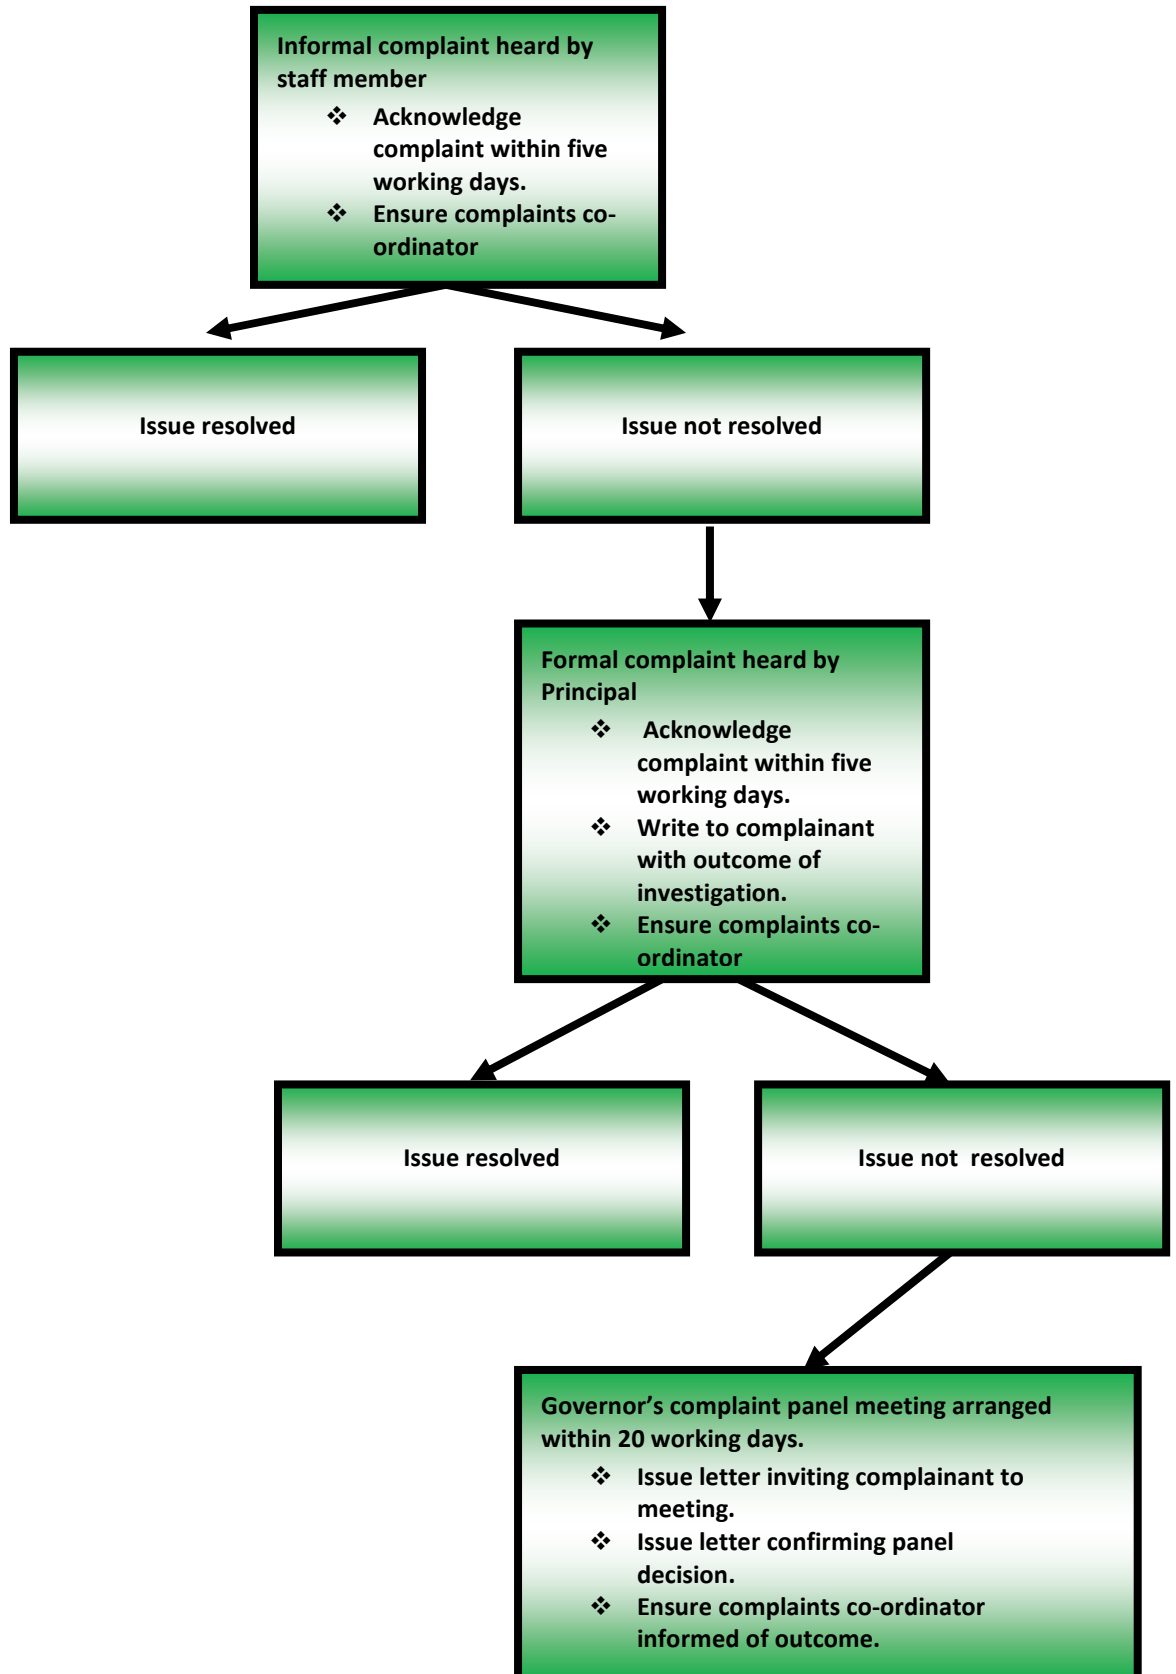 Informal complaint heard by
staff member
❖ Acknowledge
complaint within five
working days.
❖ Ensure complaints co-
ordinator
Issue resolved
Issue not resolved
Formal complaint heard by
Principal
❖ Acknowledge
complaint within five
working days.
❖ Write to complainant
with outcome of
investigation.
❖ Ensure complaints co-
ordinator
Issue resolved
Issue not  resolved
Governor’s complaint panel meeting arranged
within 20 working days.
❖ Issue letter inviting complainant to
meeting.
❖ Issue letter confirming panel
decision.
❖ Ensure complaints co-ordinator
informed of outcome.